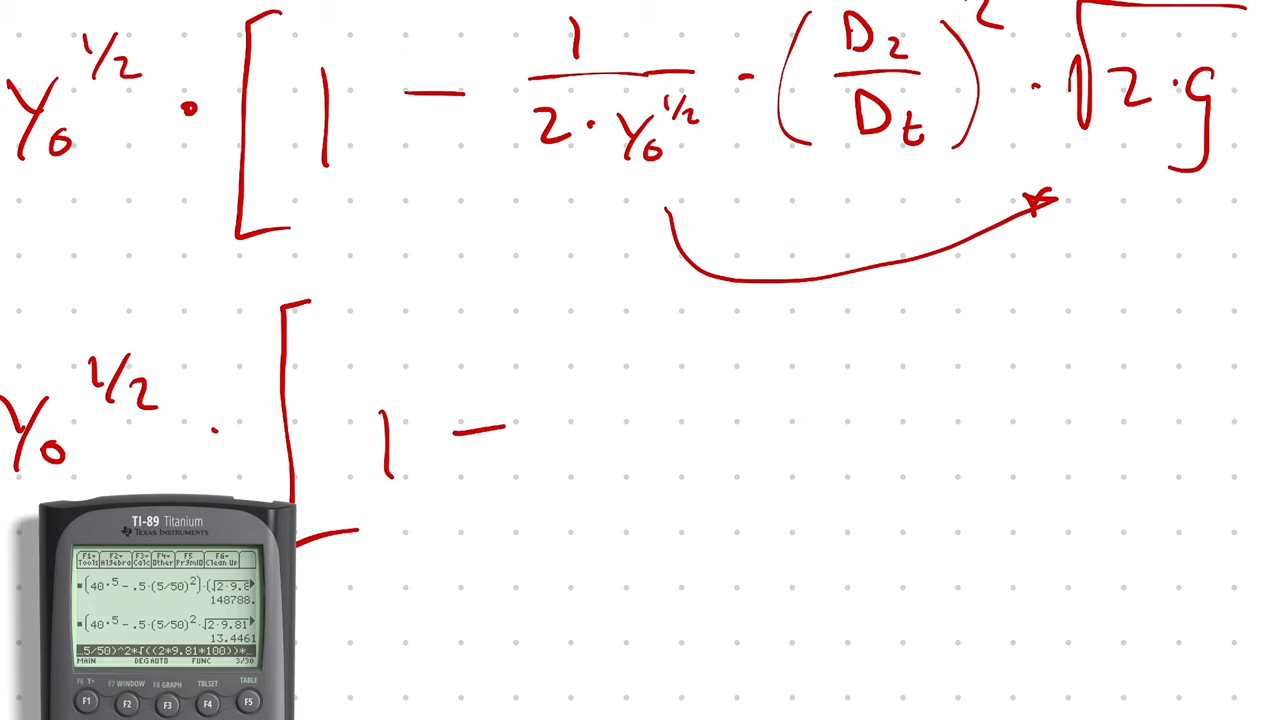 y₀^1/2 · [ 1 − 1/(2 · y₀^1/2) · (D₂/D_t)² · √2 · g
y₀^1/2 · [ 1 −
TI-89 Titanium
TEXAS INSTRUMENTS
F1 Tools F2 Algebra F3 Calc F4 Other F5 PrgmIO F6 Clean Up
(40^.5−.5·(5/50)²)·(√2·9.8
148788.
(40^.5−.5·(5/50)²·√2·9.81
13.4461
…5/50)^2*√((2*9.81*100))*…
MAIN DEG AUTO FUNC 3/30
F6 Y= F7 WINDOW F8 GRAPH TBLSET TABLE
F1 F2 F3 F4 F5